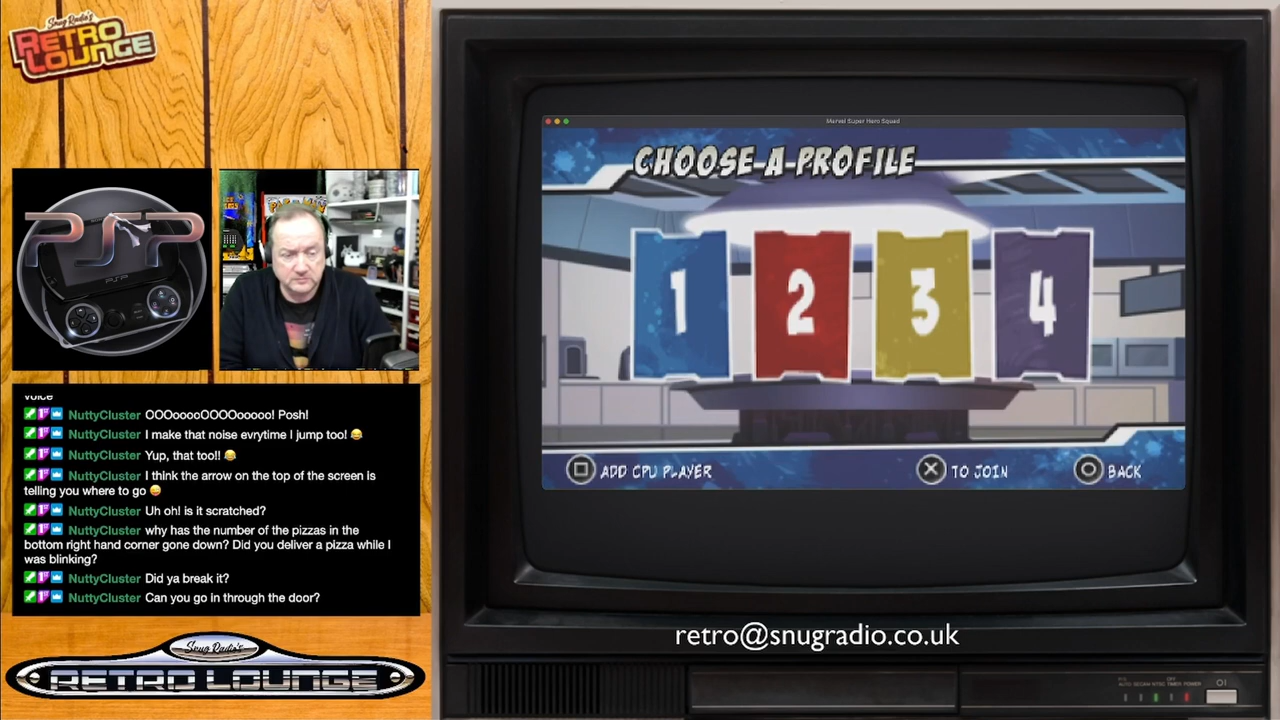 Snug Radio's
RETRO
LOUNGE
PSP
PSP
voice
NuttyCluster OOOooooOOOOooooo! Posh!
NuttyCluster I make that noise evrytime I jump too! 😂
NuttyCluster Yup, that too!! 😂
NuttyCluster I think the arrow on the top of the screen is
telling you where to go 😜
NuttyCluster Uh oh! is it scratched?
NuttyCluster why has the number of the pizzas in the
bottom right hand corner gone down? Did you deliver a pizza while I
was blinking?
NuttyCluster Did ya break it?
NuttyCluster Can you go in through the door?
Snug Radio's
RETRO LOUNGE
Marvel Super Hero Squad
CHOOSE A PROFILE
1 2 3 4
ADD CPU PLAYER
TO JOIN
BACK
retro@snugradio.co.uk